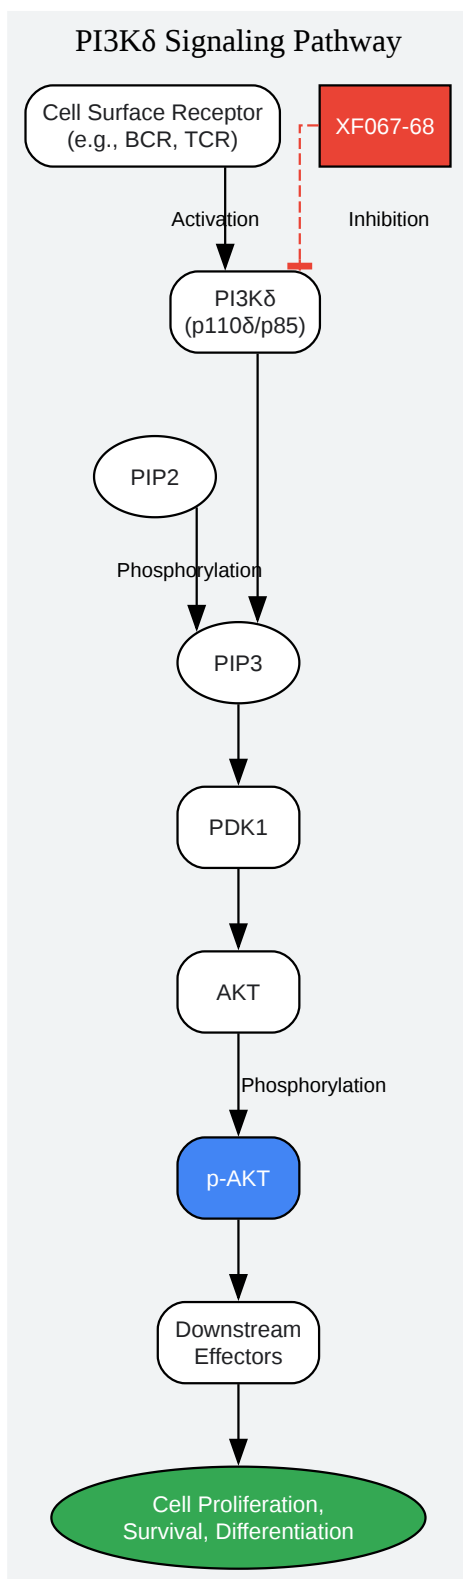 PI3Kδ Signaling Pathway
Cell Surface Receptor
(e.g., BCR, TCR)
XF067-68
Activation
Inhibition
PI3Kδ
(p110δ/p85)
PIP2
Phosphorylation
PIP3
PDK1
AKT
Phosphorylation
p-AKT
Downstream
Effectors
Cell Proliferation,
Survival, Differentiation